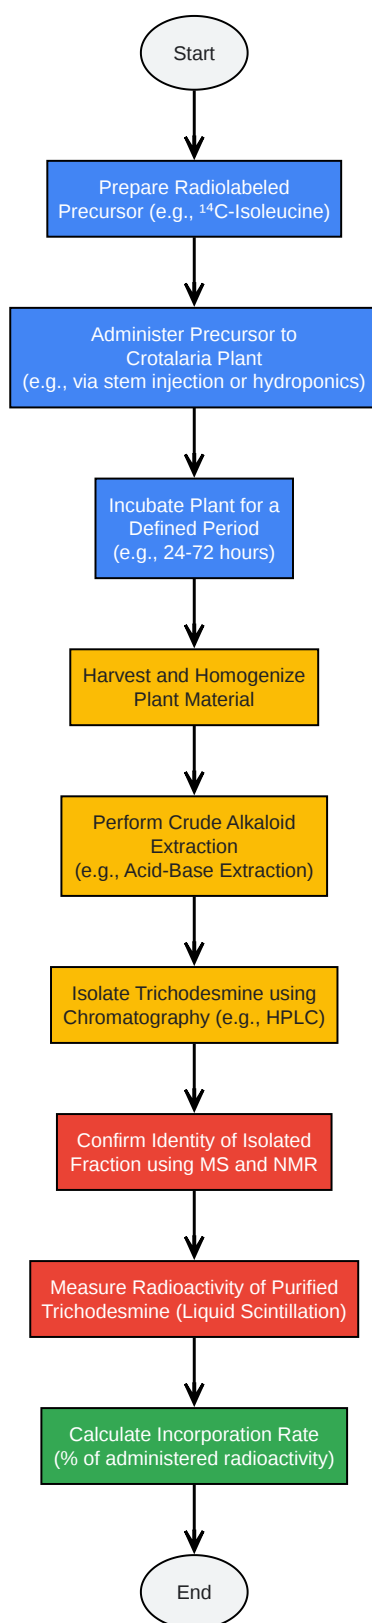 Start
Prepare Radiolabeled
Precursor (e.g., ¹⁴C-Isoleucine)
Administer Precursor to
Crotalaria Plant
(e.g., via stem injection or hydroponics)
Incubate Plant for a
Defined Period
(e.g., 24-72 hours)
Harvest and Homogenize
Plant Material
Perform Crude Alkaloid
Extraction
(e.g., Acid-Base Extraction)
Isolate Trichodesmine using
Chromatography (e.g., HPLC)
Confirm Identity of Isolated
Fraction using MS and NMR
Measure Radioactivity of Purified
Trichodesmine (Liquid Scintillation)
Calculate Incorporation Rate
(% of administered radioactivity)
End